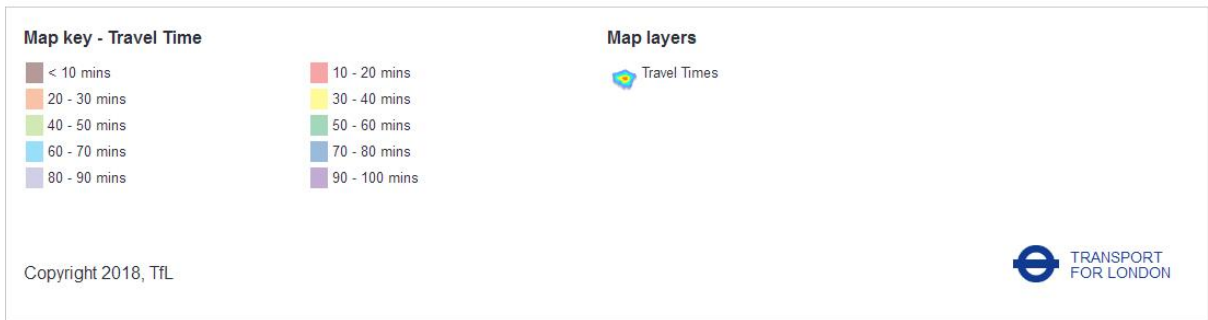 Map key - Travel Time
< 10 mins
10 - 20 mins
20 - 30 mins
30 - 40 mins
40 - 50 mins
50 - 60 mins
60 - 70 mins
70 - 80 mins
80 - 90 mins
90 - 100 mins
Map layers
Travel Times
Copyright 2018, TfL
TRANSPORT
FOR LONDON